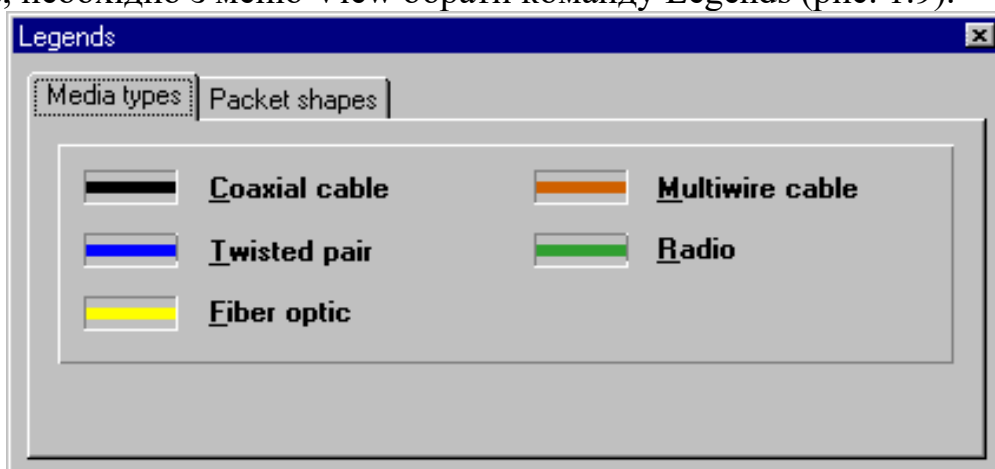 , необхідно з меню View обрати команду Legends (рис. 1.9).
Legends
Media types Packet shapes
Coaxial cable Multiwire cable
Twisted pair Radio
Fiber optic